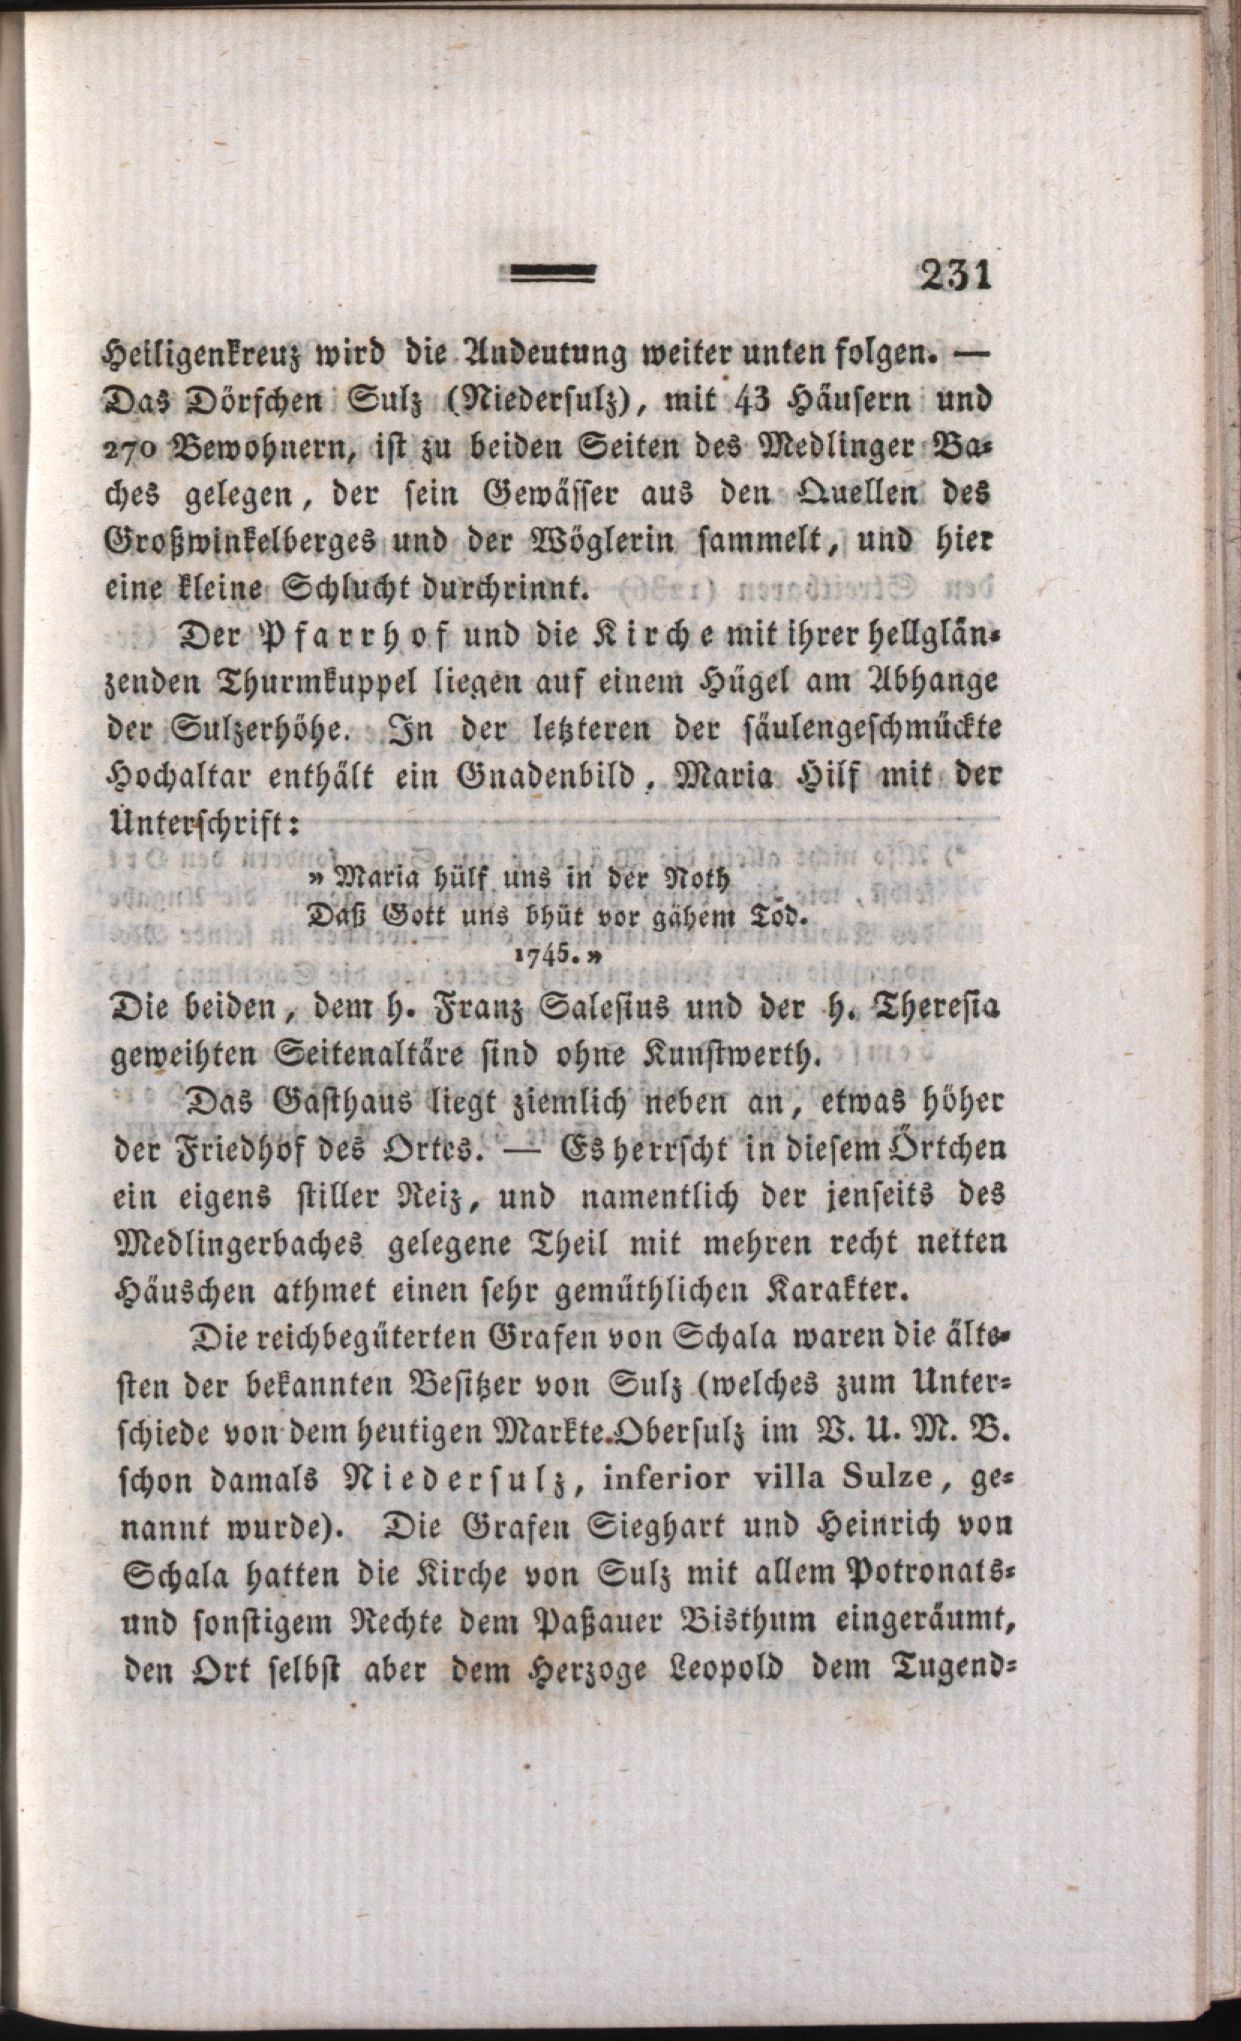 231
Heiligenkreuz wird die Andeutung weiter unten folgen. —
Das Dörfchen Sulz (Niedersulz), mit 43 Häusern und
270 Bewohnern, ist zu beiden Seiten des Medlinger Ba-
ches gelegen, der sein Gewässer aus den Quellen des
Großwinkelberges und der Wöglerin sammelt, und hier
eine kleine Schlucht durchrinnt.
Der Pfarrhof und die Kirche mit ihrer hellglän-
zenden Thurmkuppel liegen auf einem Hügel am Abhange
der Sulzerhöhe. In der letzteren der säulengeschmückte
Hochaltar enthält ein Gnadenbild, Maria Hilf mit der
Unterschrift:
» Maria hülf uns in der Noth
Daß Gott uns bhüt vor gähem Tod.
1745. »
Die beiden, dem h. Franz Salesius und der h. Theresia
geweihten Seitenaltäre sind ohne Kunstwerth.
Das Gasthaus liegt ziemlich neben an, etwas höher
der Friedhof des Ortes. — Es herrscht in diesem Örtchen
ein eigens stiller Reiz, und namentlich der jenseits des
Medlingerbaches gelegene Theil mit mehren recht netten
Häuschen athmet einen sehr gemüthlichen Karakter.
Die reichbegüterten Grafen von Schala waren die älte-
sten der bekannten Besitzer von Sulz (welches zum Unter-
schiede von dem heutigen Markte Obersulz im V. U. M. B.
schon damals Niedersulz, inferior villa Sulze, ge-
nannt wurde). Die Grafen Sieghart und Heinrich von
Schala hatten die Kirche von Sulz mit allem Potronats-
und sonstigem Rechte dem Paßauer Bisthum eingeräumt,
den Ort selbst aber dem Herzoge Leopold dem Tugend-